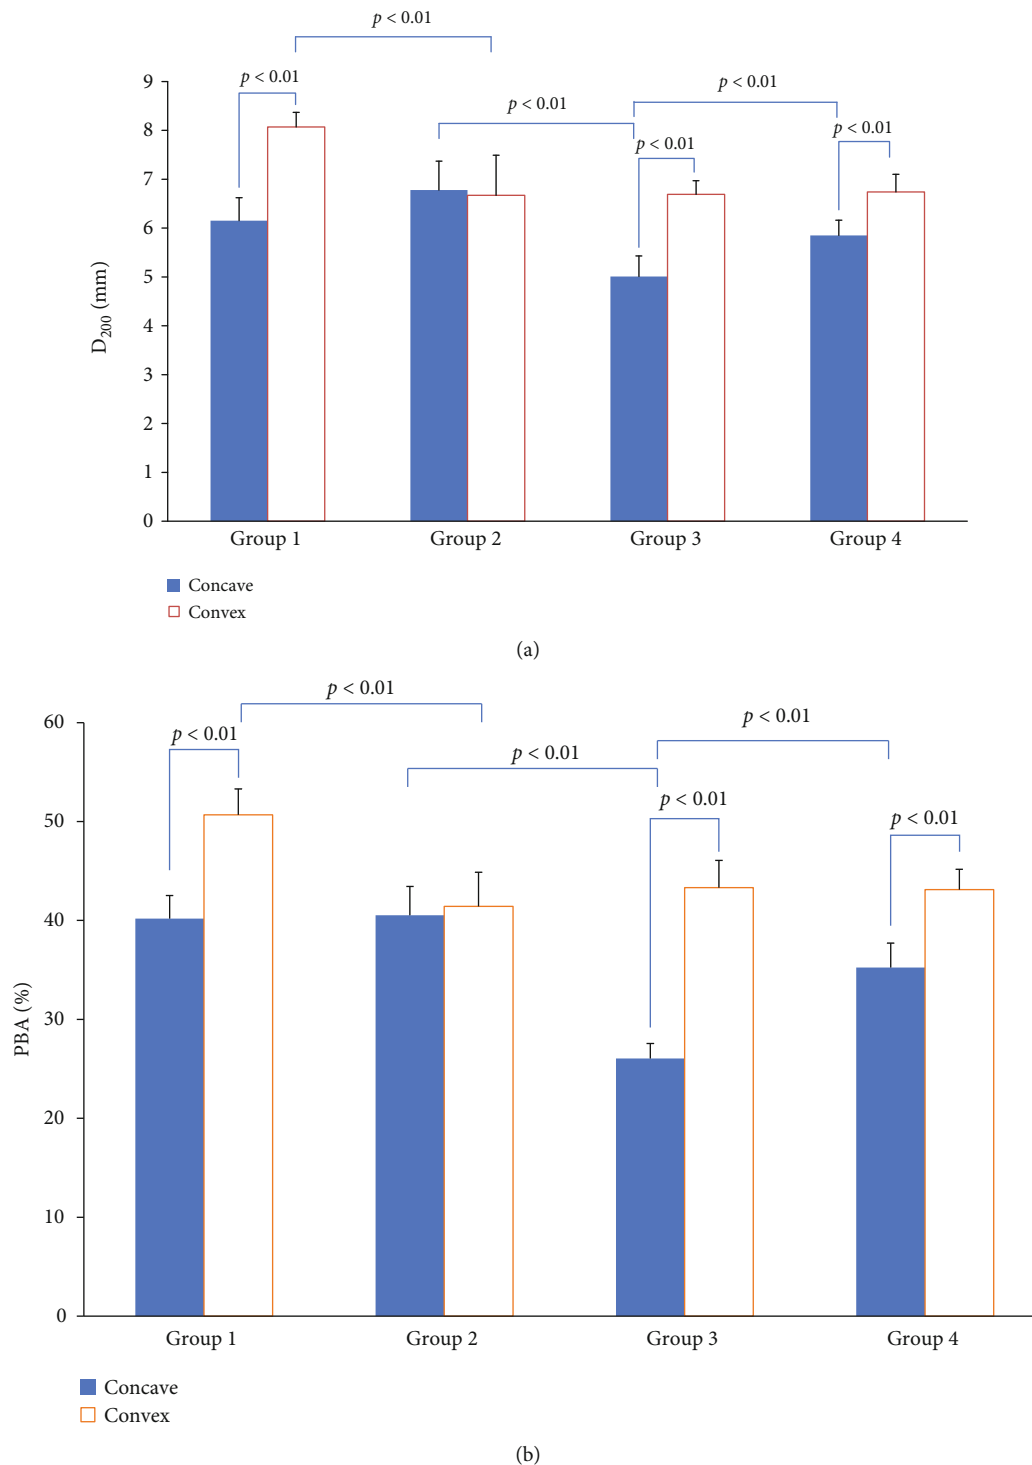 p < 0.01
p < 0.01
p < 0.01
p < 0.01
p < 0.01
p < 0.01
9
8
7
6
5
4
3
2
1
0
D200 (mm)
Group 1 Group 2 Group 3 Group 4
Concave
Convex
(a)
p < 0.01
p < 0.01
p < 0.01
p < 0.01
p < 0.01
p < 0.01
60
50
40
30
20
10
0
PBA (%)
Group 1 Group 2 Group 3 Group 4
Concave
Convex
(b)